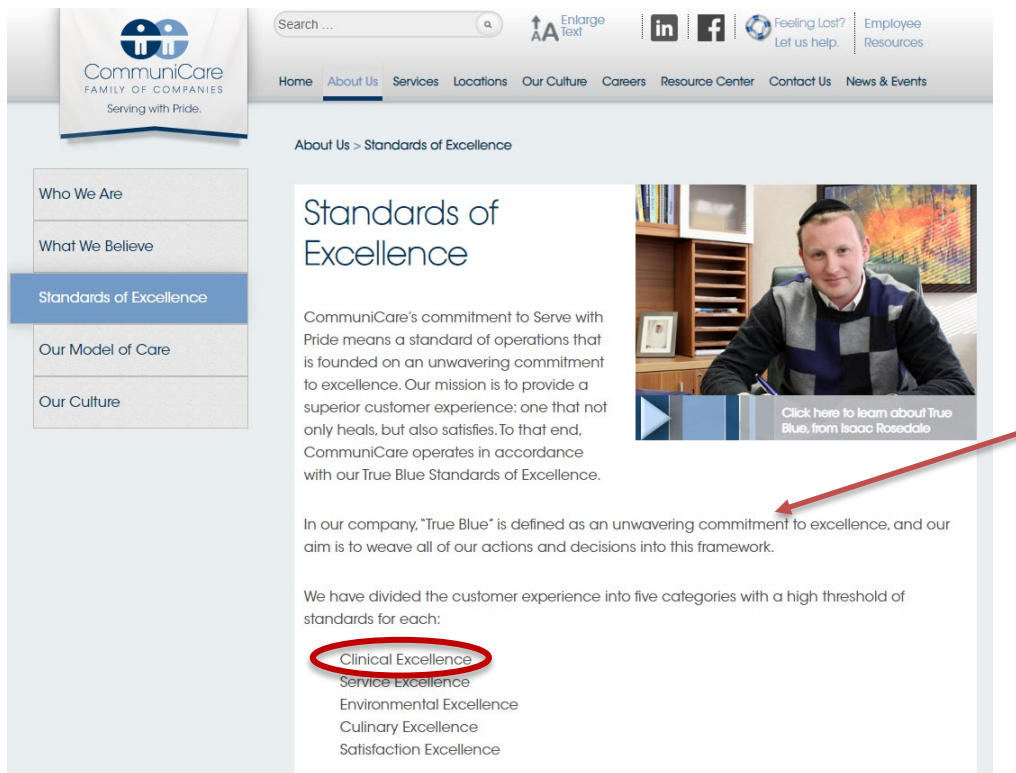 Search ...
Enlarge
Text
Feeling Lost?
Let us help.
Employee
Resources
CommuniCare
FAMILY OF COMPANIES
Serving with Pride.
Home About Us Services Locations Our Culture Careers Resource Center Contact Us News & Events
About Us > Standards of Excellence
Who We Are
What We Believe
Standards of Excellence
Our Model of Care
Our Culture
Standards of
Excellence
CommuniCare's commitment to Serve with
Pride means a standard of operations that
is founded on an unwavering commitment
to excellence. Our mission is to provide a
superior customer experience: one that not
only heals, but also satisfies. To that end,
CommuniCare operates in accordance
with our True Blue Standards of Excellence.
Click here to learn about True
Blue, from Isaac Rosedale
In our company, "True Blue" is defined as an unwavering commitment to excellence, and our
aim is to weave all of our actions and decisions into this framework.
We have divided the customer experience into five categories with a high threshold of
standards for each:
Clinical Excellence
Service Excellence
Environmental Excellence
Culinary Excellence
Satisfaction Excellence